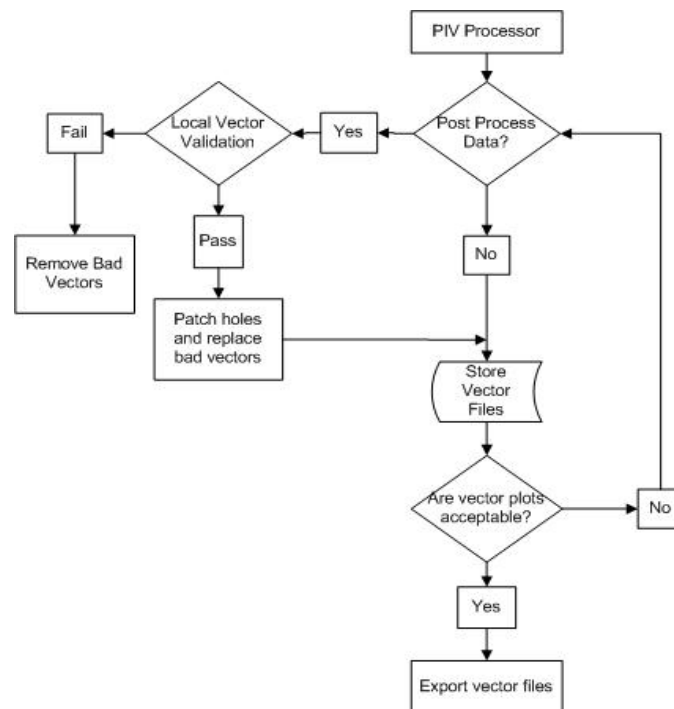 PIV Processor
Post Process
Data?
Yes
Local Vector
Validation
Fail
Remove Bad
Vectors
Pass
Patch holes
and replace
bad vectors
No
Store
Vector
Files
Are vector plots
acceptable?
No
Yes
Export vector files